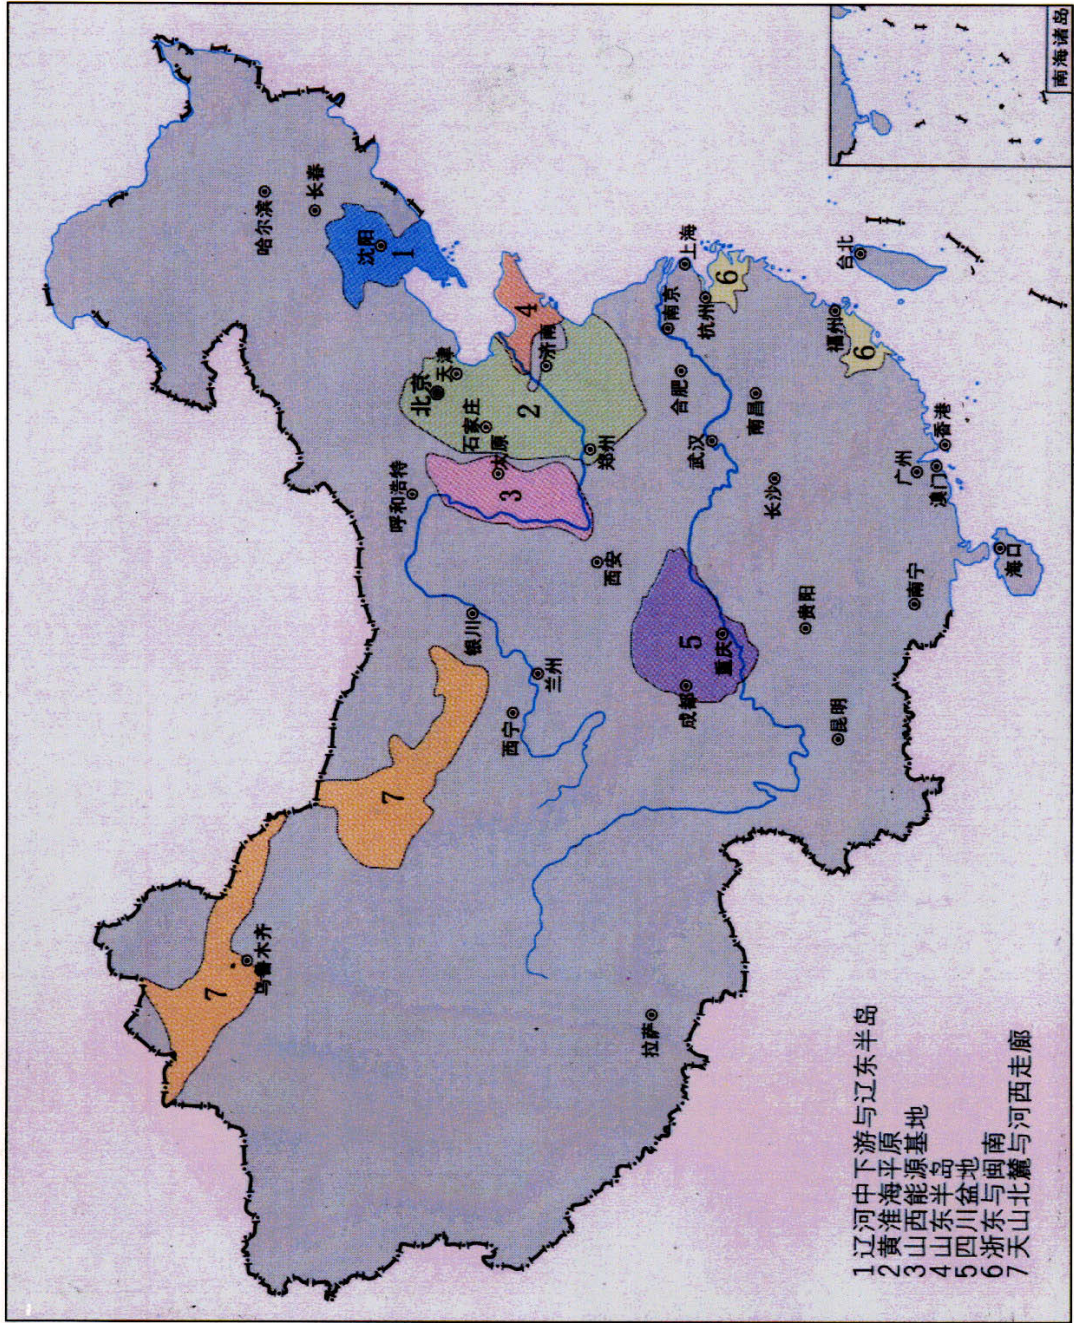 哈尔滨
长春
沈阳
1
呼和浩特
北京
天津
石家庄
太原
济南
2
3
4
郑州
西安
银川
兰州
西宁
乌鲁木齐
7
7
拉萨
成都
重庆
5
武汉
合肥
南京
上海
杭州
6
南昌
长沙
贵阳
昆明
福州
6
台北
广州
香港
澳门
南宁
海口
南海诸岛
1 辽河中下游与辽东半岛
2 黄淮海平原
3 山西能源基地
4 山东半岛
5 四川盆地
6 浙东与闽南
7 天山北麓与河西走廊